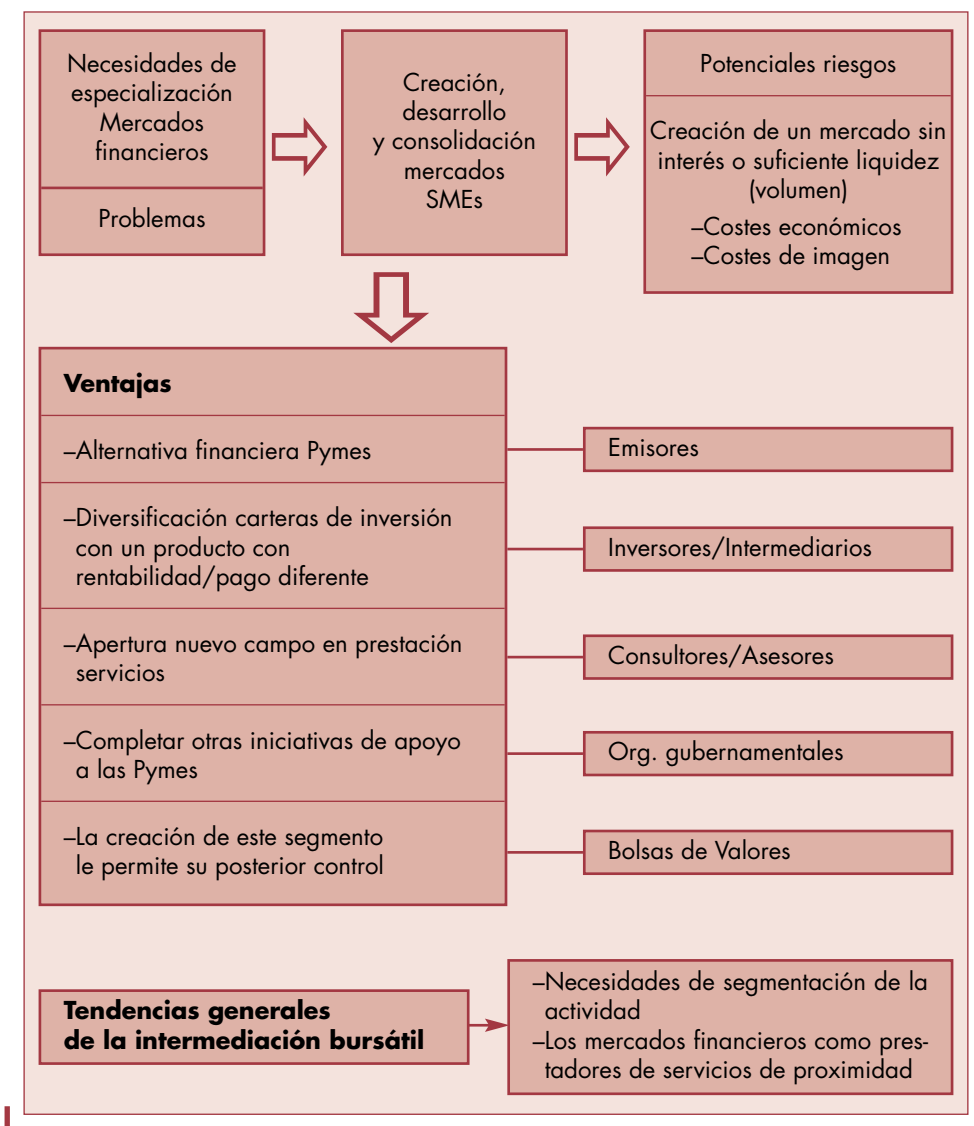 Necesidades de
especialización
Mercados
financieros
Problemas
Creación,
desarrollo
y consolidación
mercados
SMEs
Potenciales riesgos
Creación de un mercado sin
interés o suficiente liquidez
(volumen)
–Costes económicos
–Costes de imagen
Ventajas
–Alternativa financiera Pymes
Emisores
–Diversificación carteras de inversión
con un producto con
rentabilidad/pago diferente
Inversores/Intermediarios
–Apertura nuevo campo en prestación
servicios
Consultores/Asesores
–Completar otras iniciativas de apoyo
a las Pymes
Org. gubernamentales
–La creación de este segmento
le permite su posterior control
Bolsas de Valores
Tendencias generales
de la intermediación bursátil
–Necesidades de segmentación de la
actividad
–Los mercados financieros como pres-
tadores de servicios de proximidad